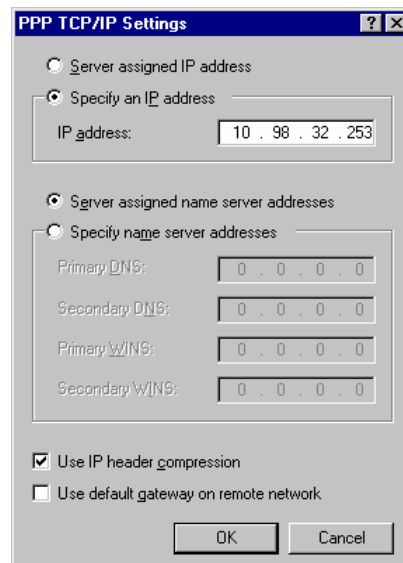 PPP TCP/IP Settings
Server assigned IP address
Specify an IP address
IP address: 10 . 98 . 32 . 253
Server assigned name server addresses
Specify name server addresses
Primary DNS: 0 . 0 . 0 . 0
Secondary DNS: 0 . 0 . 0 . 0
Primary WINS: 0 . 0 . 0 . 0
Secondary WINS: 0 . 0 . 0 . 0
Use IP header compression
Use default gateway on remote network
OK Cancel